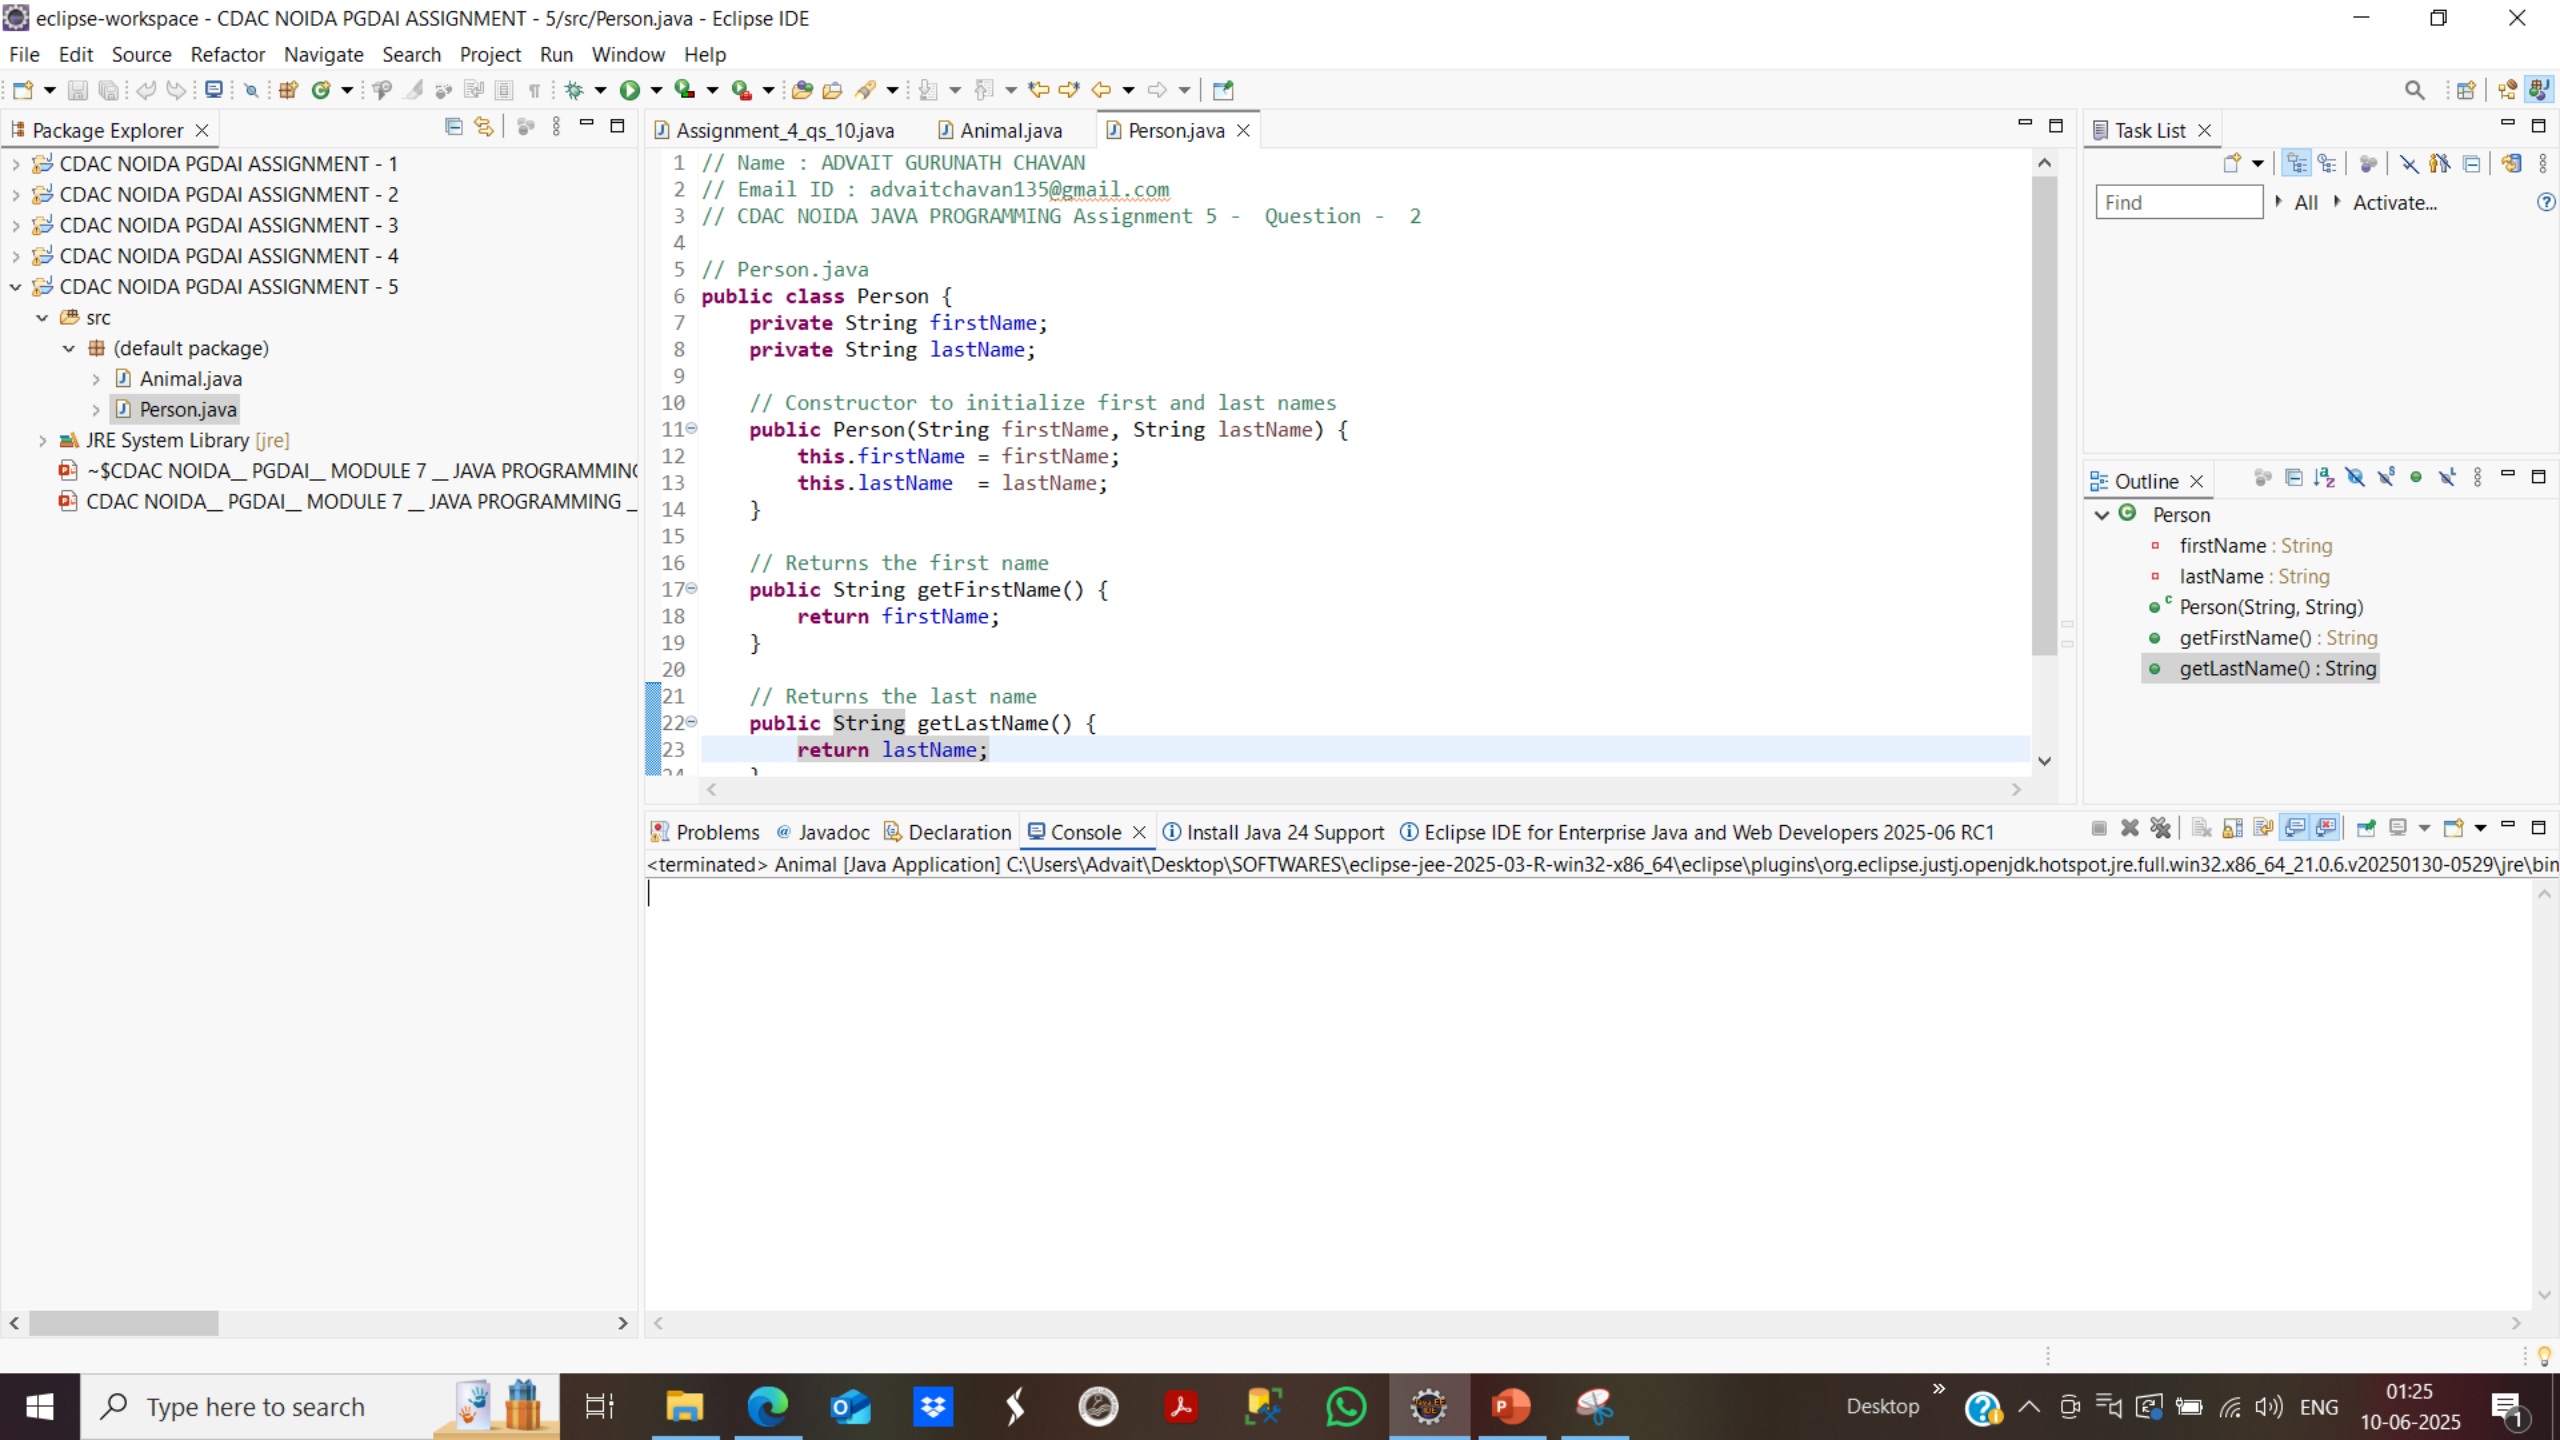 eclipse-workspace - CDAC NOIDA PGDAI ASSIGNMENT - 5/src/Person.java - Eclipse IDE
File Edit Source Refactor Navigate Search Project Run Window Help
Package Explorer
CDAC NOIDA PGDAI ASSIGNMENT - 1
CDAC NOIDA PGDAI ASSIGNMENT - 2
CDAC NOIDA PGDAI ASSIGNMENT - 3
CDAC NOIDA PGDAI ASSIGNMENT - 4
CDAC NOIDA PGDAI ASSIGNMENT - 5
src
(default package)
Animal.java
Person.java
JRE System Library [jre]
~$CDAC NOIDA__ PGDAI__ MODULE 7 __ JAVA PROGRAMMING
CDAC NOIDA__ PGDAI__ MODULE 7 __ JAVA PROGRAMMING _
Assignment_4_qs_10.java Animal.java Person.java
1 // Name : ADVAIT GURUNATH CHAVAN
2 // Email ID : advaitchavan135@gmail.com
3 // CDAC NOIDA JAVA PROGRAMMING Assignment 5 -  Question -  2
4
5 // Person.java
6 public class Person {
7     private String firstName;
8     private String lastName;
9
10     // Constructor to initialize first and last names
11     public Person(String firstName, String lastName) {
12         this.firstName = firstName;
13         this.lastName  = lastName;
14     }
15
16     // Returns the first name
17     public String getFirstName() {
18         return firstName;
19     }
20
21     // Returns the last name
22     public String getLastName() {
23         return lastName;
24     }
Task List
Find All Activate...
Outline
Person
firstName : String
lastName : String
Person(String, String)
getFirstName() : String
getLastName() : String
Problems Javadoc Declaration Console Install Java 24 Support Eclipse IDE for Enterprise Java and Web Developers 2025-06 RC1
<terminated> Animal [Java Application] C:\Users\Advait\Desktop\SOFTWARES\eclipse-jee-2025-03-R-win32-x86_64\eclipse\plugins\org.eclipse.justj.openjdk.hotspot.jre.full.win32.x86_64_21.0.6.v20250130-0529\jre\bin
Type here to search
Desktop
ENG
01:25
10-06-2025
1